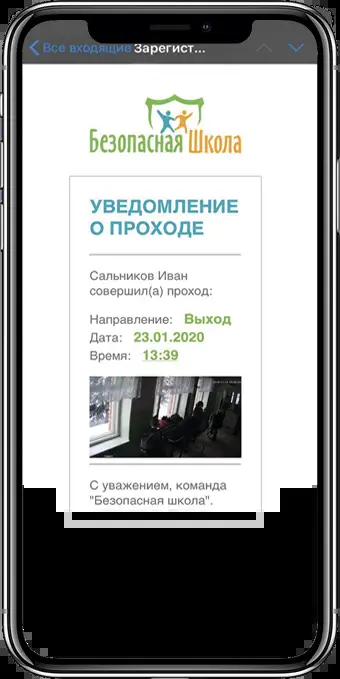 Все входящие Зарегист...
Безопасная Школа
УВЕДОМЛЕНИЕ
О ПРОХОДЕ
Сальников Иван
совершил(а) проход:
Направление: Выход
Дата: 23.01.2020
Время: 13:39
С уважением, команда
"Безопасная школа".